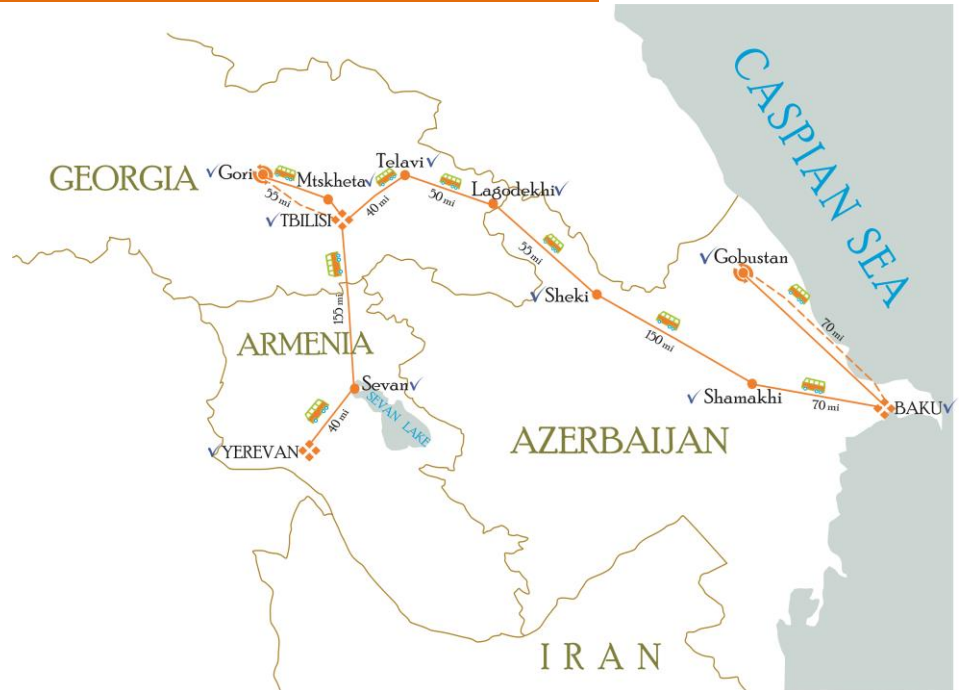 CASPIAN SEA
GEORGIA
Gori
Mtskheta
Telavi
55 mi
40 mi
50 mi
Lagodekhi
TBILISI
55 mi
Gobustan
Sheki
155 mi
150 mi
70 mi
ARMENIA
Sevan
SEVAN LAKE
40 mi
Shamakhi
70 mi
BAKU
YEREVAN
AZERBAIJAN
IRAN